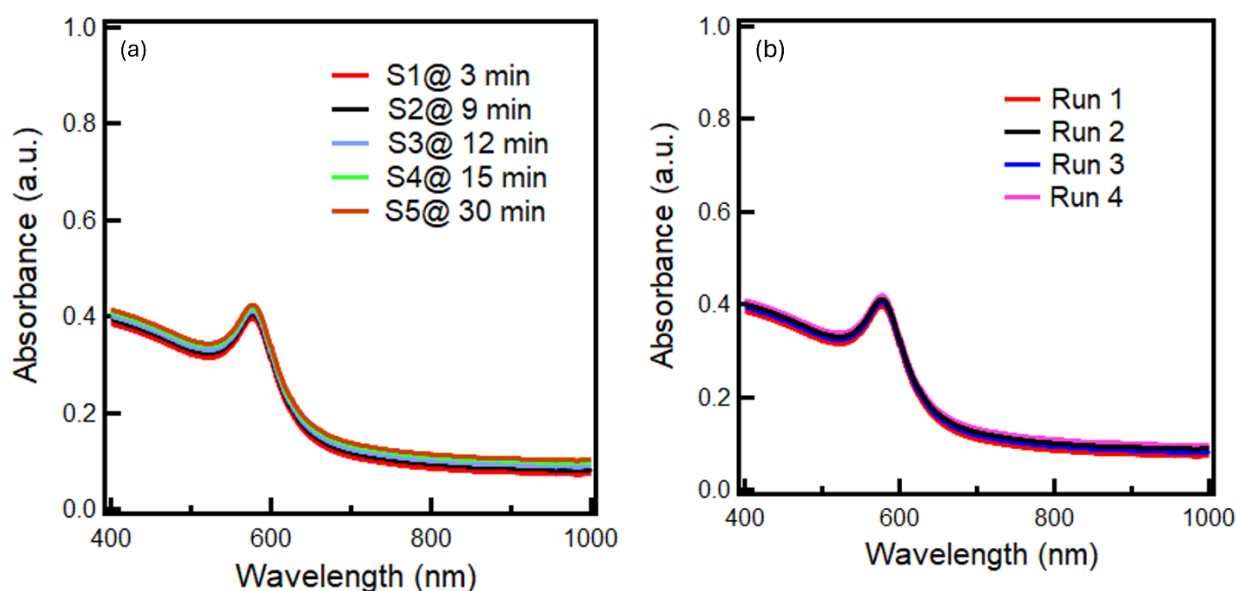 (a)
S1@ 3 min
S2@ 9 min
S3@ 12 min
S4@ 15 min
S5@ 30 min
1.0
0.8
0.6
0.4
0.2
0.0
Absorbance (a.u.)
400
600
800
1000
Wavelength (nm)
(b)
Run 1
Run 2
Run 3
Run 4
1.0
0.8
0.6
0.4
0.2
0.0
Absorbance (a.u.)
400
600
800
1000
Wavelength (nm)